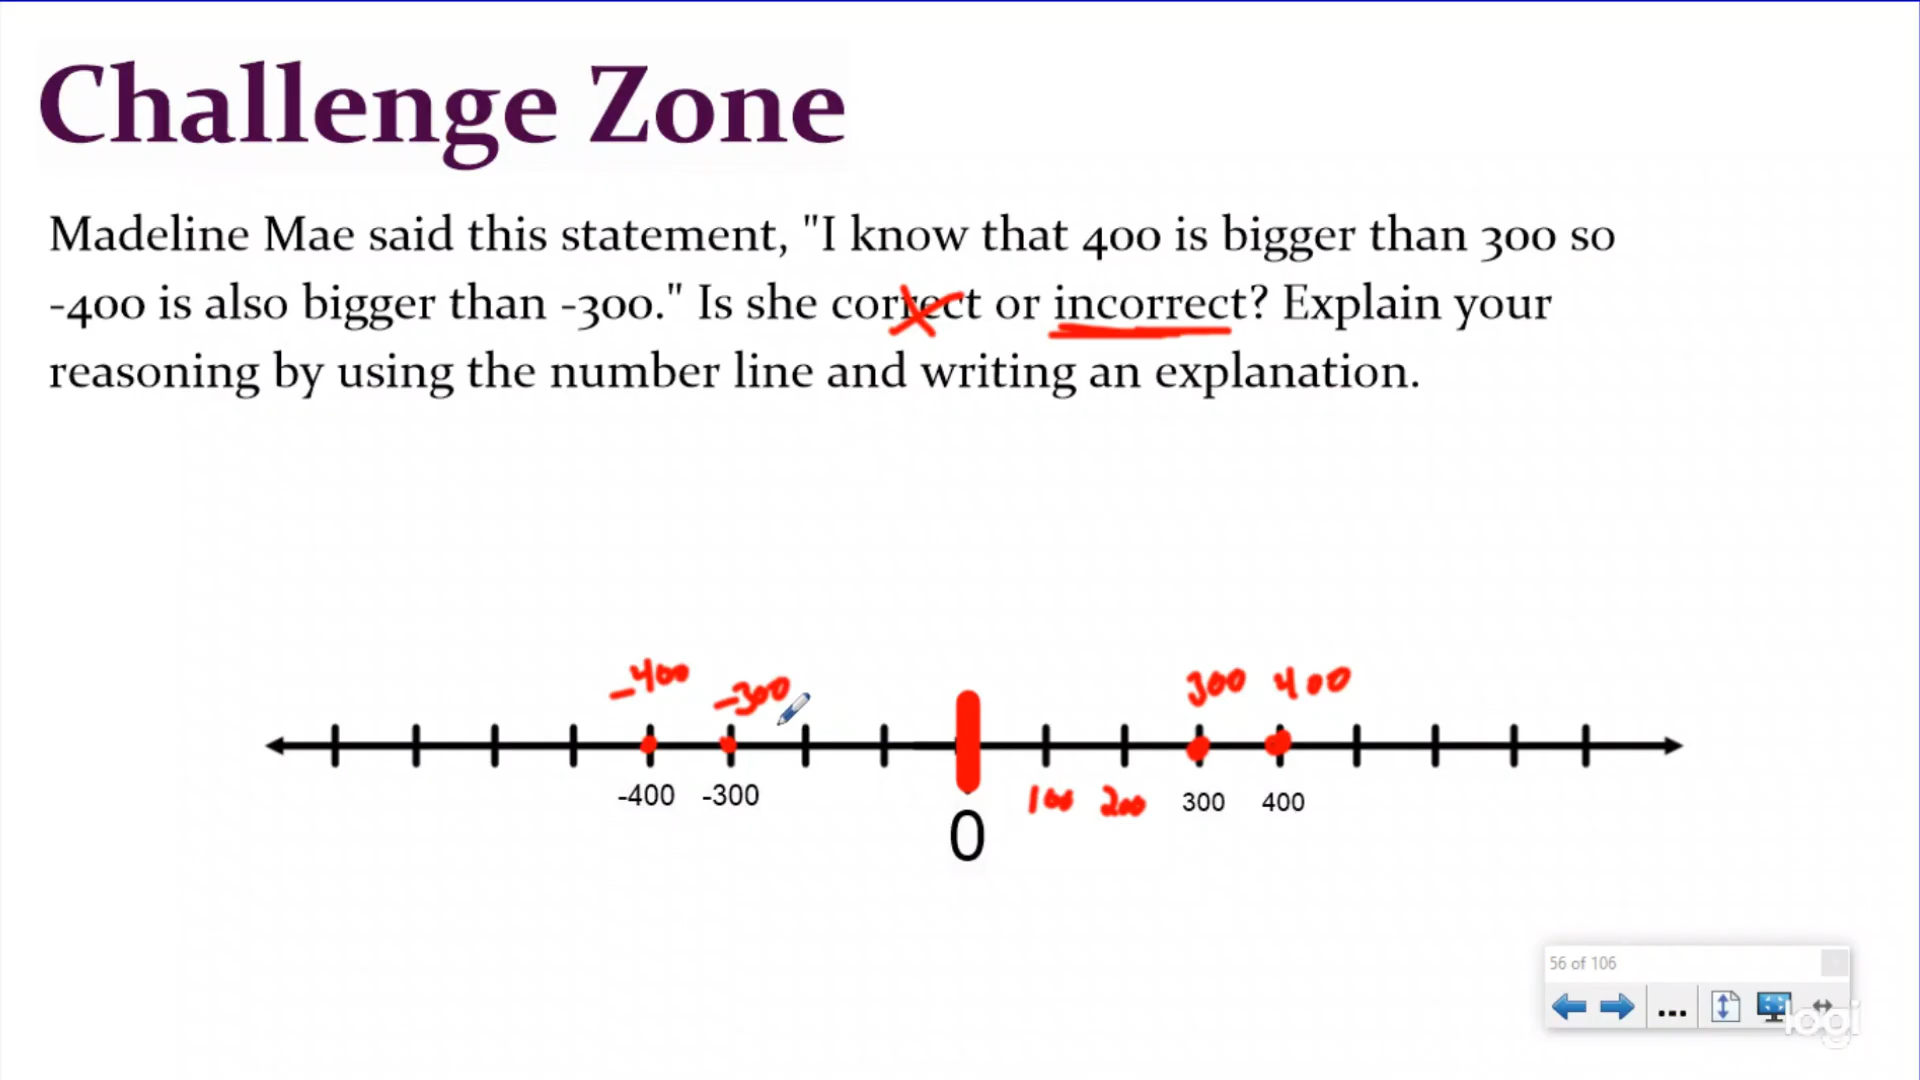 Challenge Zone
Madeline Mae said this statement, "I know that 400 is bigger than 300 so
-400 is also bigger than -300." Is she correct or incorrect? Explain your
reasoning by using the number line and writing an explanation.
-400 -300 300 400
-400 -300 100 200 300 400
0
56 of 106
logi